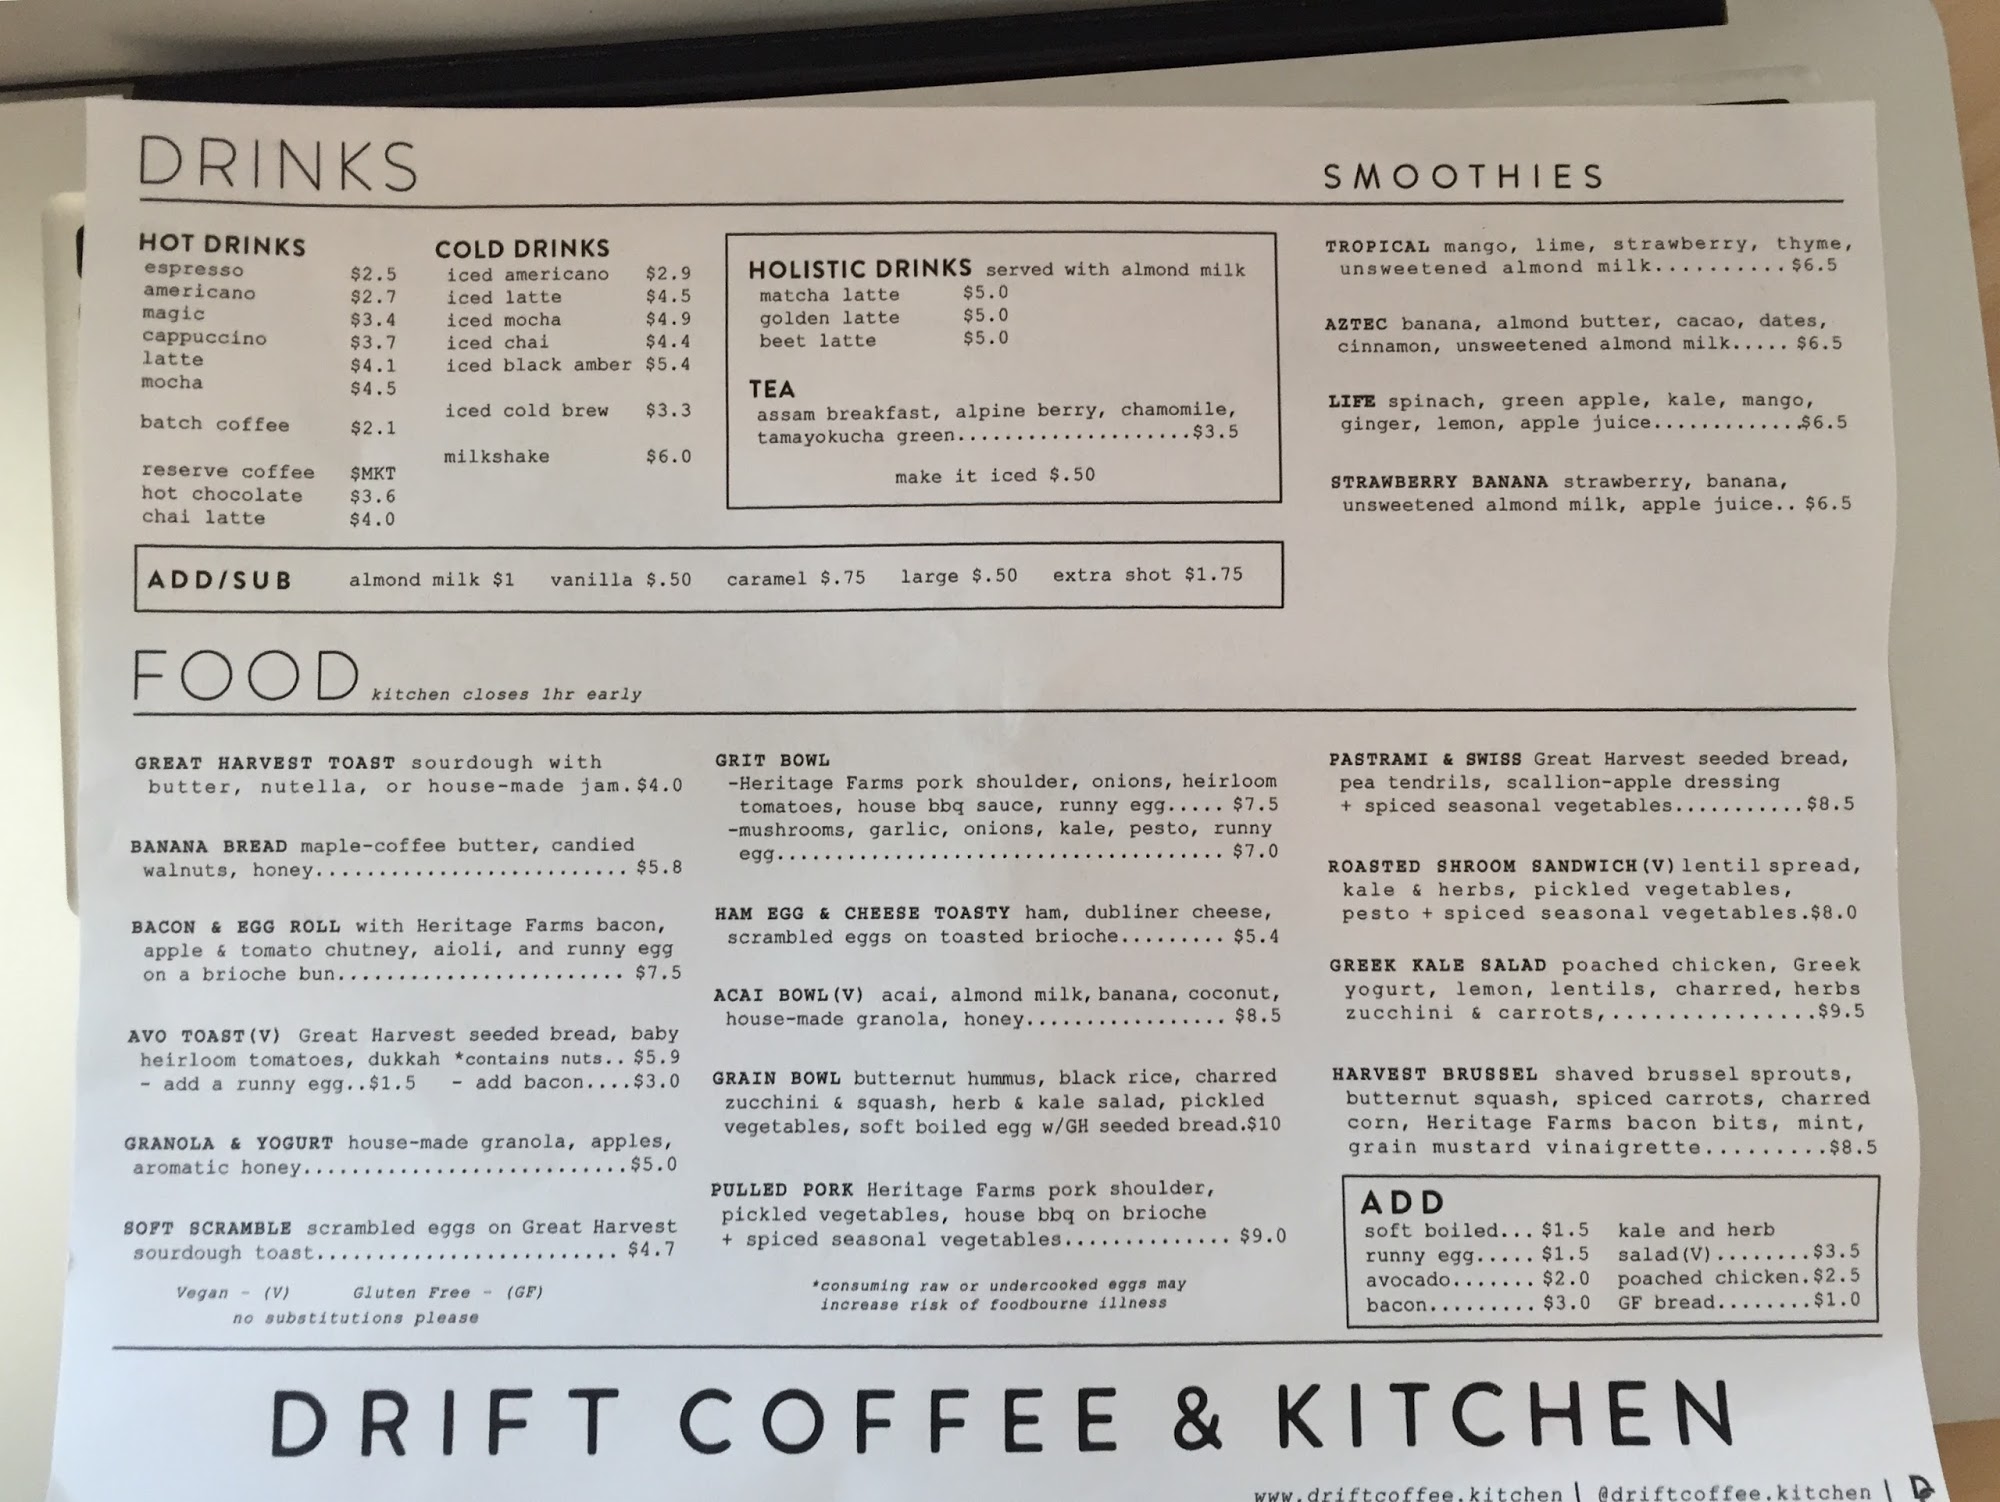 DRINKS
HOT DRINKS
espresso $2.5
americano $2.7
magic $3.4
cappuccino $3.7
latte $4.1
mocha $4.5
batch coffee $2.1
reserve coffee $MKT
hot chocolate $3.6
chai latte $4.0
COLD DRINKS
iced americano $2.9
iced latte $4.5
iced mocha $4.9
iced chai $4.4
iced black amber $5.4
iced cold brew $3.3
milkshake $6.0
HOLISTIC DRINKS served with almond milk
matcha latte $5.0
golden latte $5.0
beet latte $5.0
TEA
assam breakfast, alpine berry, chamomile,
tamayokucha green....................$3.5
make it iced $.50
SMOOTHIES
TROPICAL mango, lime, strawberry, thyme,
unsweetened almond milk...........$6.5
AZTEC banana, almond butter, cacao, dates,
cinnamon, unsweetened almond milk..... $6.5
LIFE spinach, green apple, kale, mango,
ginger, lemon, apple juice.............$6.5
STRAWBERRY BANANA strawberry, banana,
unsweetened almond milk, apple juice.. $6.5
ADD/SUB almond milk $1 vanilla $.50 caramel $.75 large $.50 extra shot $1.75
FOOD kitchen closes 1hr early
GREAT HARVEST TOAST sourdough with
butter, nutella, or house-made jam.$4.0
BANANA BREAD maple-coffee butter, candied
walnuts, honey........................... $5.8
BACON & EGG ROLL with Heritage Farms bacon,
apple & tomato chutney, aioli, and runny egg
on a brioche bun......................... $7.5
AVO TOAST(V) Great Harvest seeded bread, baby
heirloom tomatoes, dukkah *contains nuts.. $5.9
- add a runny egg..$1.5 - add bacon....$3.0
GRANOLA & YOGURT house-made granola, apples,
aromatic honey............................$5.0
SOFT SCRAMBLE scrambled eggs on Great Harvest
sourdough toast.......................... $4.7
Vegan - (V) Gluten Free - (GF)
no substitutions please
GRIT BOWL
-Heritage Farms pork shoulder, onions, heirloom
tomatoes, house bbq sauce, runny egg..... $7.5
-mushrooms, garlic, onions, kale, pesto, runny
egg...................................... $7.0
HAM EGG & CHEESE TOASTY ham, dubliner cheese,
scrambled eggs on toasted brioche......... $5.4
ACAI BOWL(V) acai, almond milk, banana, coconut,
house-made granola, honey................. $8.5
GRAIN BOWL butternut hummus, black rice, charred
zucchini & squash, herb & kale salad, pickled
vegetables, soft boiled egg w/GH seeded bread.$10
PULLED PORK Heritage Farms pork shoulder,
pickled vegetables, house bbq on brioche
+ spiced seasonal vegetables.............. $9.0
*consuming raw or undercooked eggs may
increase risk of foodbourne illness
PASTRAMI & SWISS Great Harvest seeded bread,
pea tendrils, scallion-apple dressing
+ spiced seasonal vegetables...........$8.5
ROASTED SHROOM SANDWICH(V) lentil spread,
kale & herbs, pickled vegetables,
pesto + spiced seasonal vegetables.$8.0
GREEK KALE SALAD poached chicken, Greek
yogurt, lemon, lentils, charred, herbs
zucchini & carrots,................$9.5
HARVEST BRUSSEL shaved brussel sprouts,
butternut squash, spiced carrots, charred
corn, Heritage Farms bacon bits, mint,
grain mustard vinaigrette.........$8.5
ADD
soft boiled... $1.5
runny egg..... $1.5
avocado....... $2.0
bacon......... $3.0
kale and herb
salad(V)........$3.5
poached chicken.$2.5
GF bread........$1.0
DRIFT COFFEE & KITCHEN
www.driftcoffee.kitchen | @driftcoffee.kitchen |